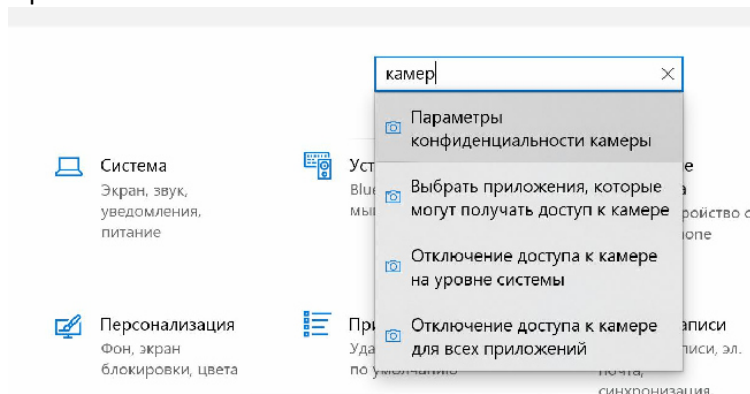 камер
Параметры
конфиденциальности камеры
Выбрать приложения, которые
могут получать доступ к камере
Отключение доступа к камере
на уровне системы
Отключение доступа к камере
для всех приложений
Система
Экран, звук,
уведомления,
питание
Персонализация
Фон, экран
блокировки, цвета
по умолчанию
эл.
почта,
синхронизация,